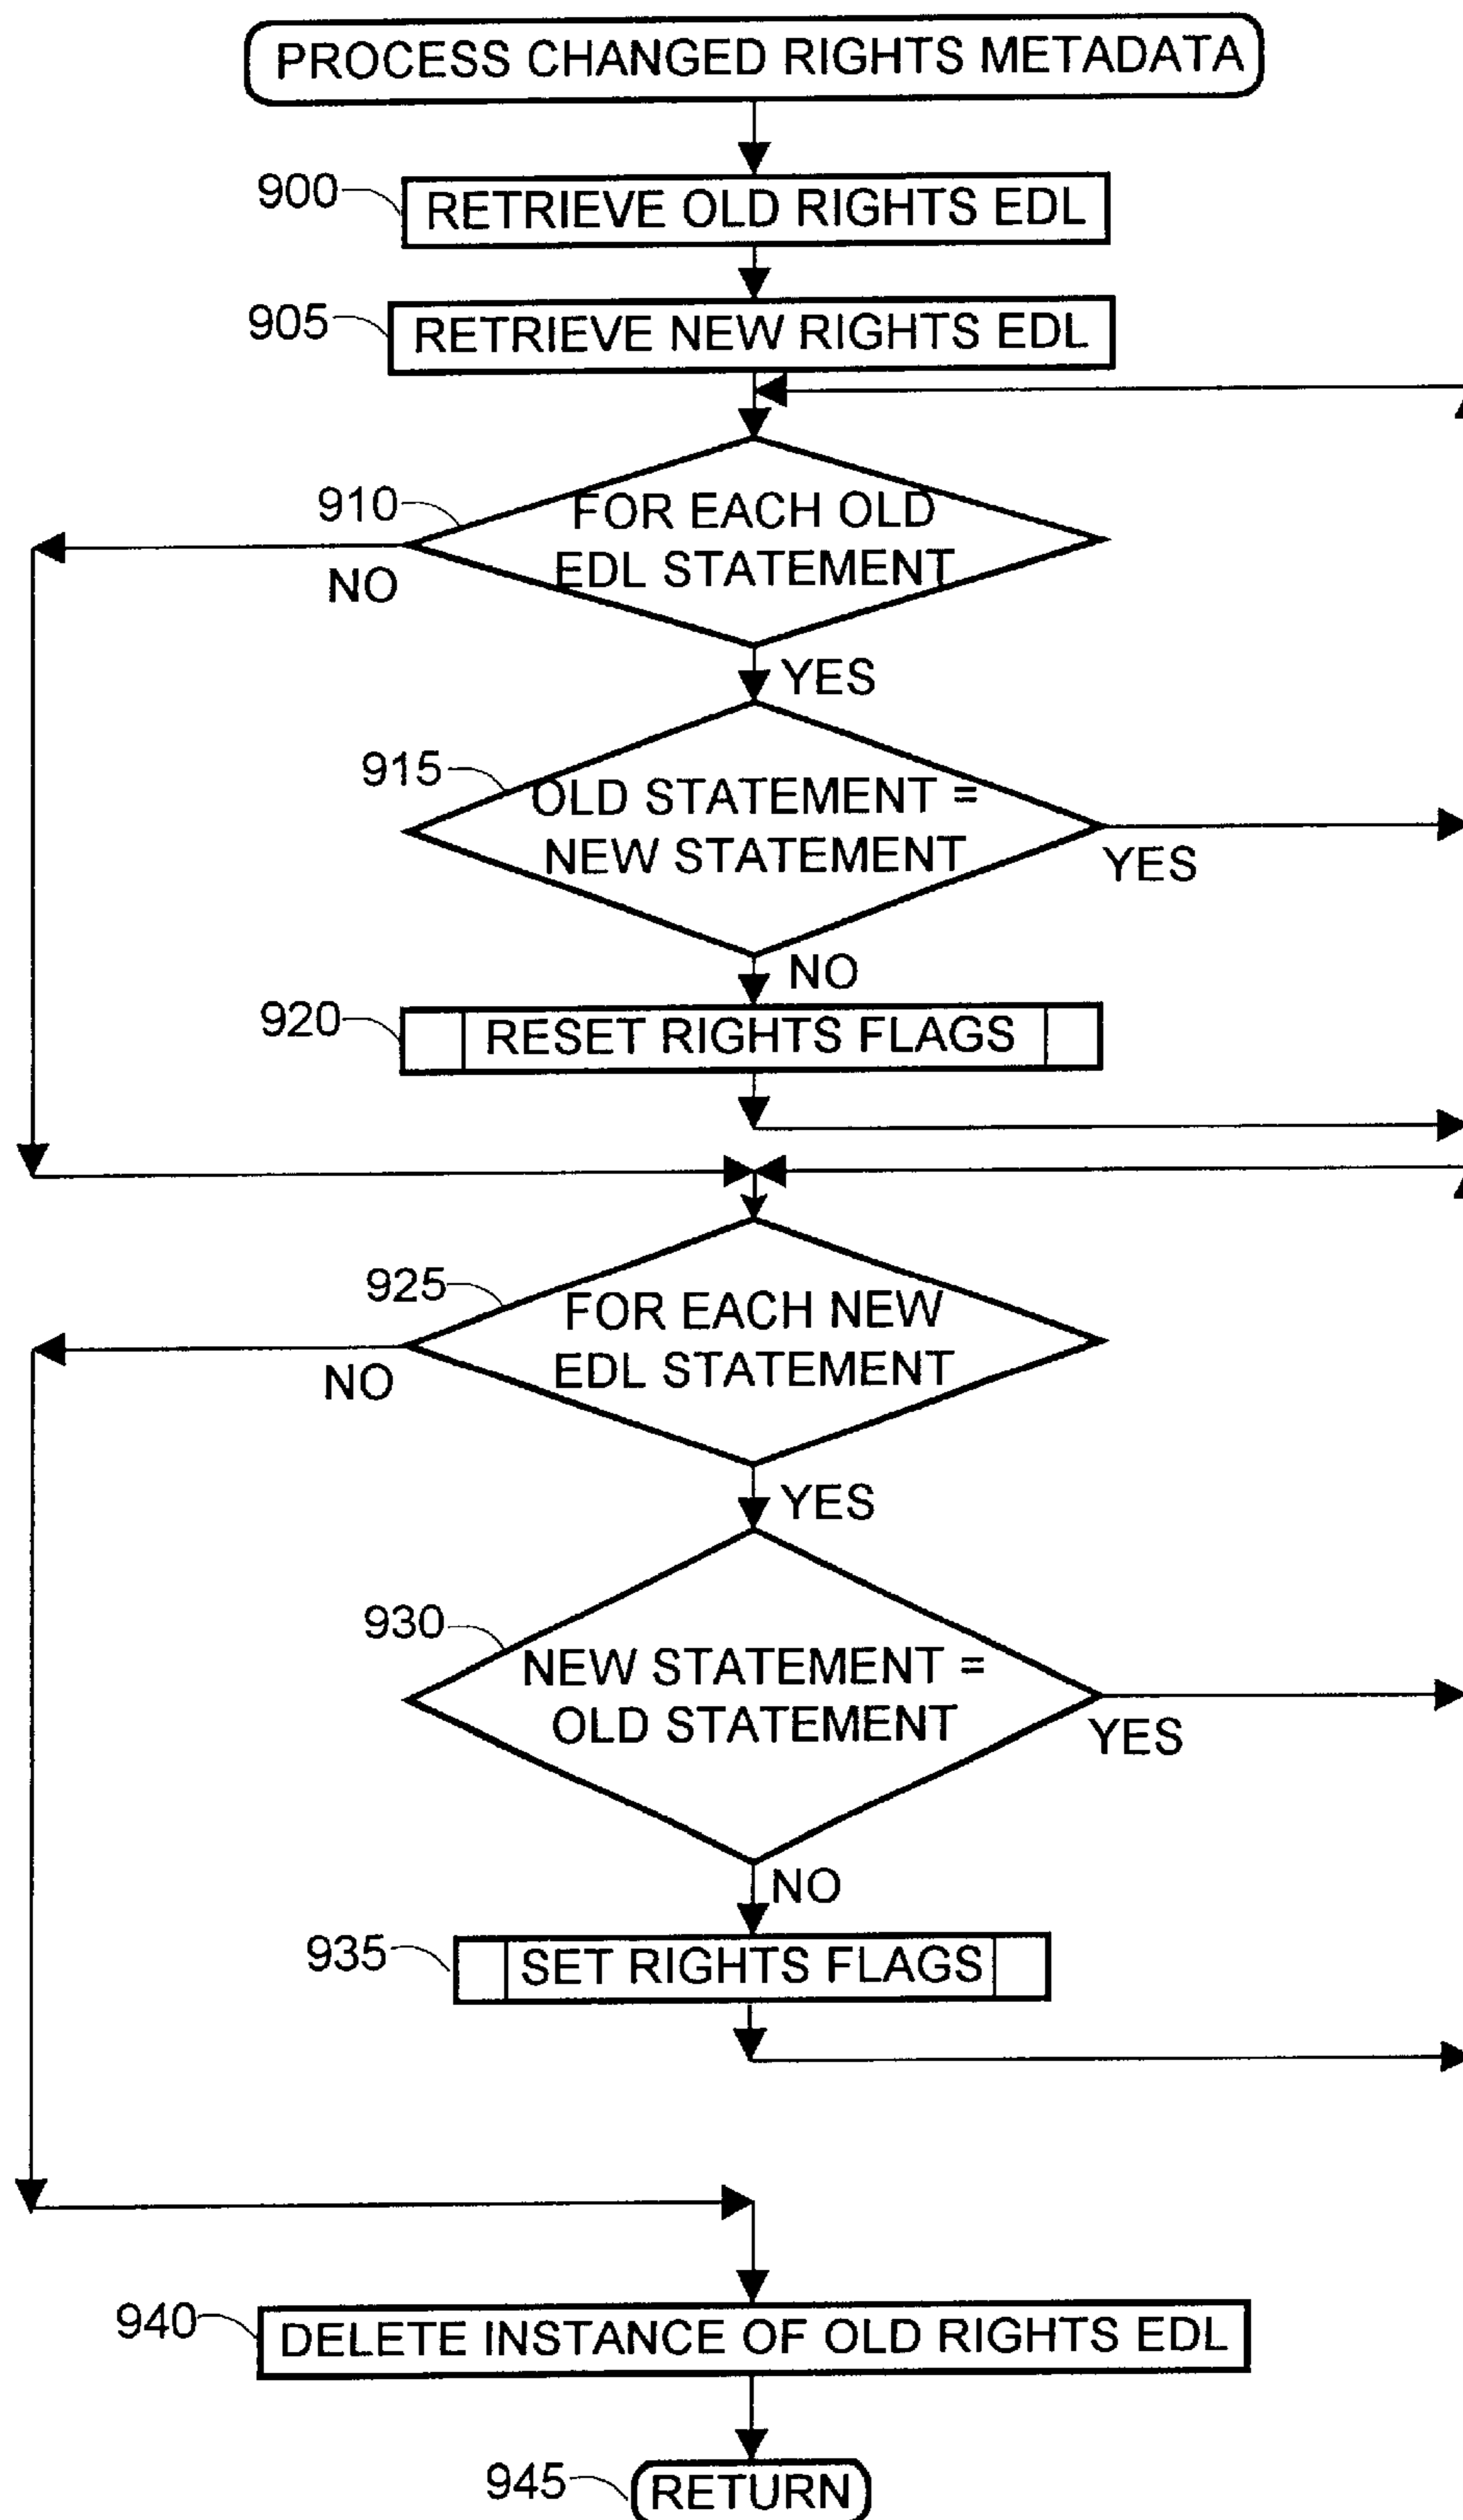 PROCESS CHANGED RIGHTS METADATA
900
RETRIEVE OLD RIGHTS EDL
905
RETRIEVE NEW RIGHTS EDL
910
FOR EACH OLD
EDL STATEMENT
NO
YES
915
OLD STATEMENT =
NEW STATEMENT
YES
NO
920
RESET RIGHTS FLAGS
925
FOR EACH NEW
EDL STATEMENT
NO
YES
930
NEW STATEMENT =
OLD STATEMENT
YES
NO
935
SET RIGHTS FLAGS
940
DELETE INSTANCE OF OLD RIGHTS EDL
945
RETURN